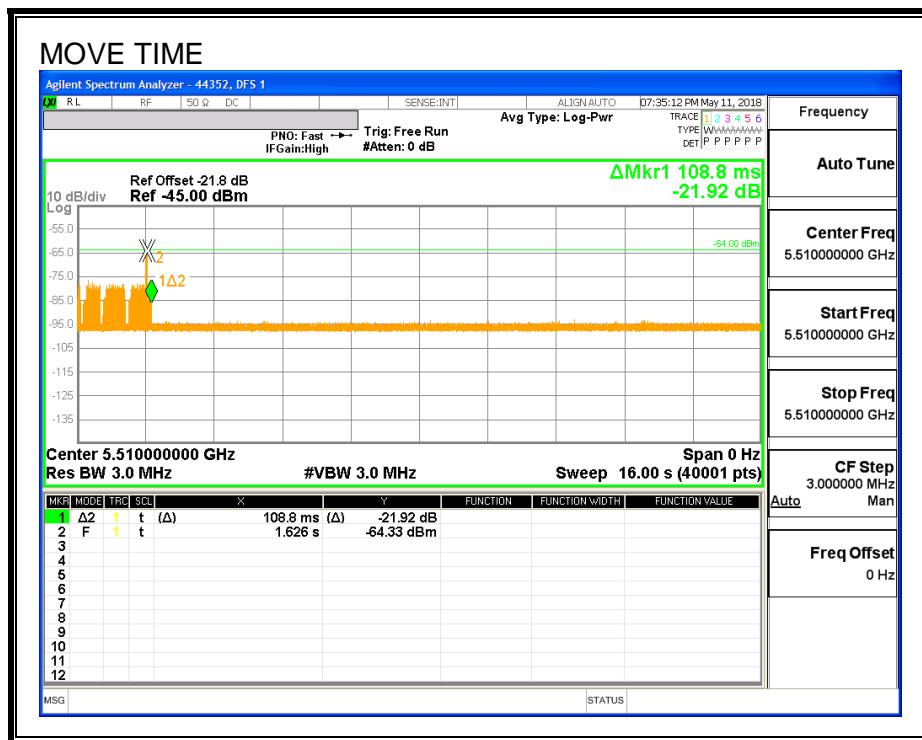 MOVE TIME
Agilent Spectrum Analyzer - 44352, DFS 1
LXI RL RF 50 Ω DC SENSE:INT ALIGN AUTO 07:35:12 PM May 11, 2018
Frequency
Avg Type: Log-Pwr TRACE 1 2 3 4 5 6
PNO: Fast Trig: Free Run TYPE W
IFGain:High #Atten: 0 dB DET P P P P P P
Auto Tune
ΔMkr1 108.8 ms
Ref Offset -21.8 dB
10 dB/div Ref -45.00 dBm -21.92 dB
Log
-55.0
-64.00 dBm
-65.0
2
-75.0
1Δ2
-85.0
-95.0
-105
-115
-125
-135
Center Freq
5.510000000 GHz
Start Freq
5.510000000 GHz
Stop Freq
5.510000000 GHz
Center 5.510000000 GHz Span 0 Hz
Res BW 3.0 MHz #VBW 3.0 MHz Sweep 16.00 s (40001 pts)
CF Step
3.000000 MHz
Auto Man
MKR MODE TRC SCL X Y FUNCTION FUNCTION WIDTH FUNCTION VALUE
1 Δ2 1 t (Δ) 108.8 ms (Δ) -21.92 dB
2 F 1 t 1.626 s -64.33 dBm
3
4
5
6
7
8
9
10
11
12
Freq Offset
0 Hz
MSG STATUS